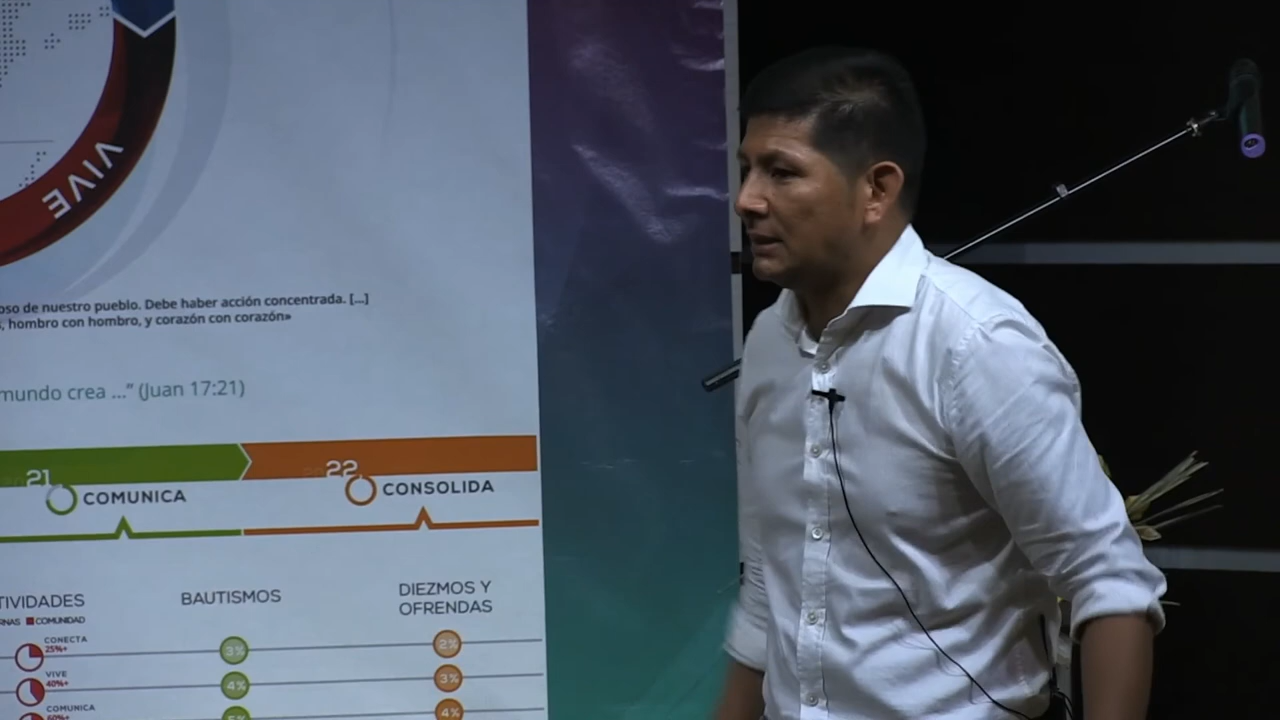 VIVE
oso de nuestro pueblo. Debe haber acción concentrada. [...]
, hombro con hombro, y corazón con corazón»
mundo crea ..." (Juan 17:21)
21
COMUNICA
22
CONSOLIDA
TIVIDADES
RNAS COMUNIDAD
BAUTISMOS
DIEZMOS Y
OFRENDAS
CONECTA
25%+
3%
2%
VIVE
40%+
4%
3%
COMUNICA
60%+
5%
4%